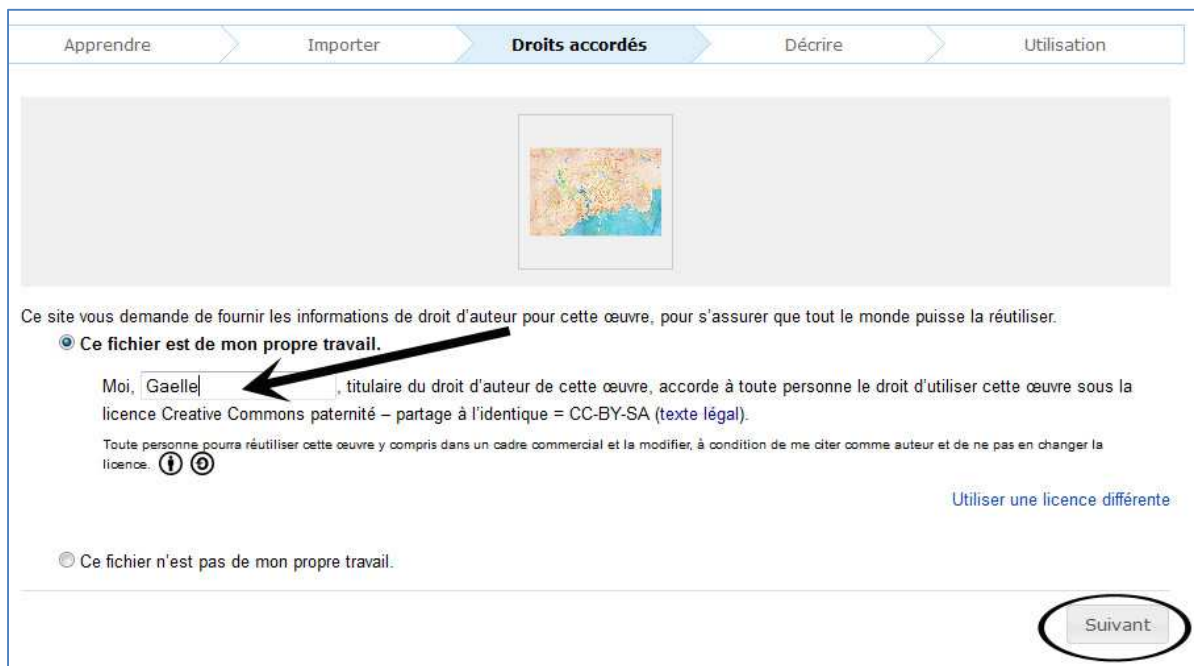 Apprendre Importer Droits accordés Décrire Utilisation
Ce site vous demande de fournir les informations de droit d'auteur pour cette œuvre, pour s'assurer que tout le monde puisse la réutiliser.
Ce fichier est de mon propre travail.
Moi, Gaelle , titulaire du droit d'auteur de cette œuvre, accorde à toute personne le droit d'utiliser cette œuvre sous la
licence Creative Commons paternité – partage à l'identique = CC-BY-SA (texte légal).
Toute personne pourra réutiliser cette œuvre y compris dans un cadre commercial et la modifier, à condition de me citer comme auteur et de ne pas en changer la
licence.
Utiliser une licence différente
Ce fichier n'est pas de mon propre travail.
Suivant